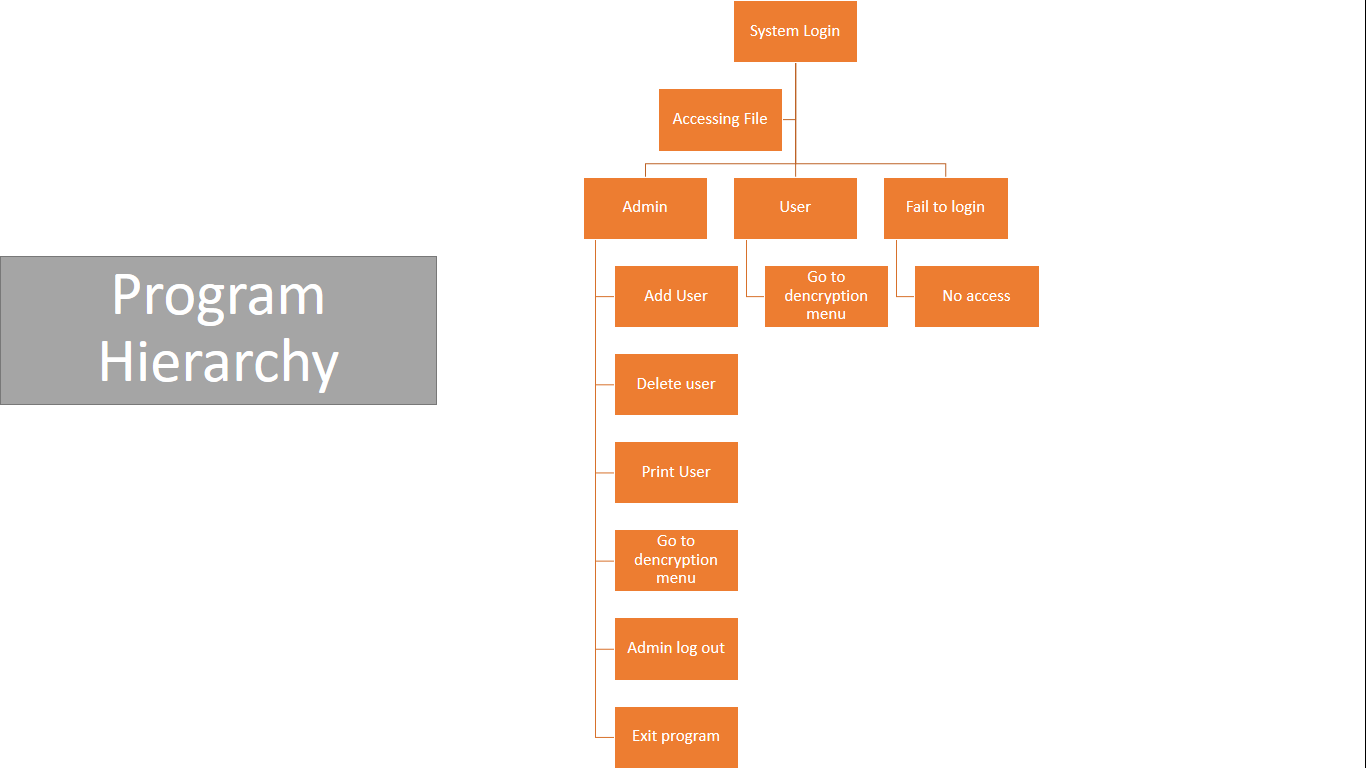 Program
Hierarchy
System Login
Accessing File
Admin
User
Fail to login
Add User
Go to
dencryption
menu
No access
Delete user
Print User
Go to
dencryption
menu
Admin log out
Exit program